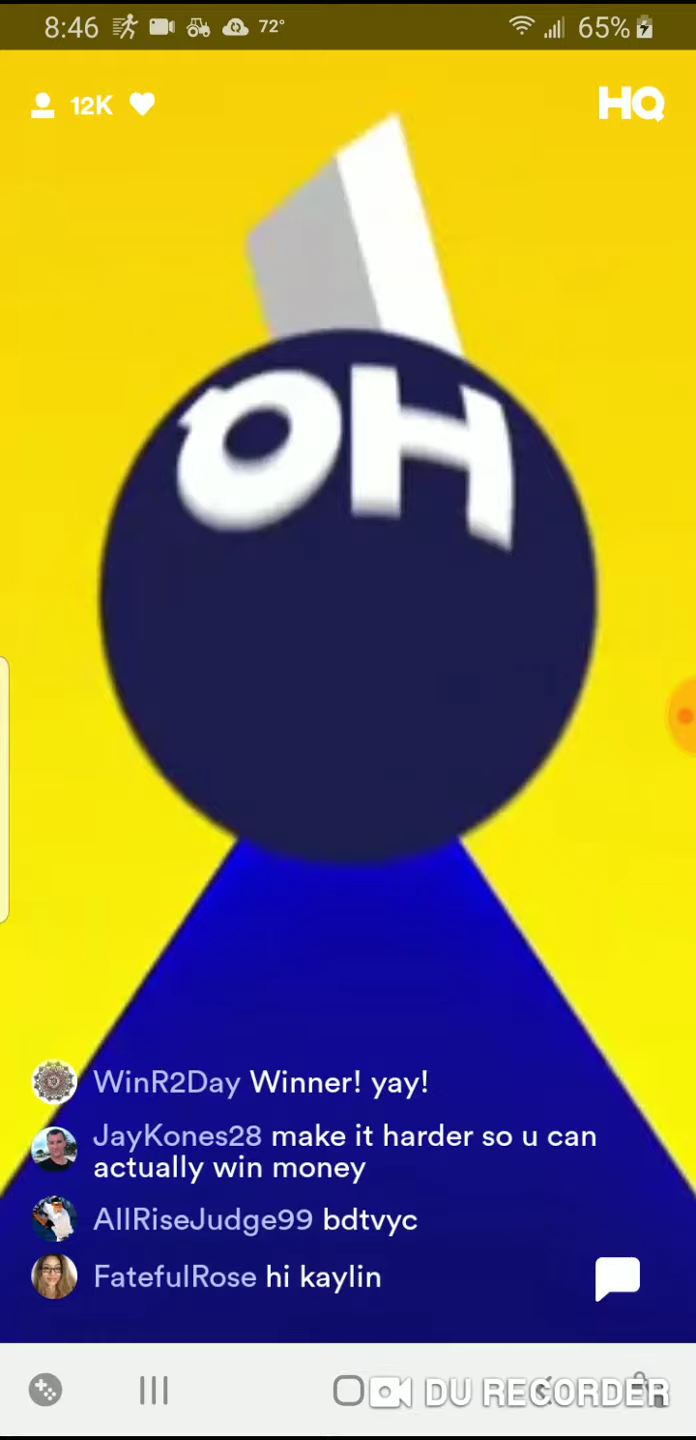 8:46 72° 65%
12K HQ
OH
WinR2Day Winner! yay!
JayKones28 make it harder so u can
actually win money
AllRiseJudge99 bdtvyc
FatefulRose hi kaylin
DU RECORDER